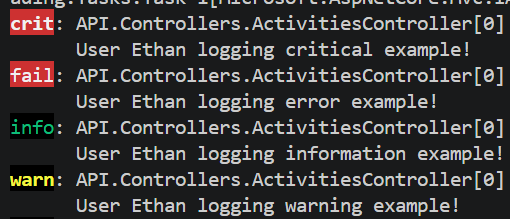 crit: API.Controllers.ActivitiesController[0]
User Ethan logging critical example!
fail: API.Controllers.ActivitiesController[0]
User Ethan logging error example!
info: API.Controllers.ActivitiesController[0]
User Ethan logging information example!
warn: API.Controllers.ActivitiesController[0]
User Ethan logging warning example!